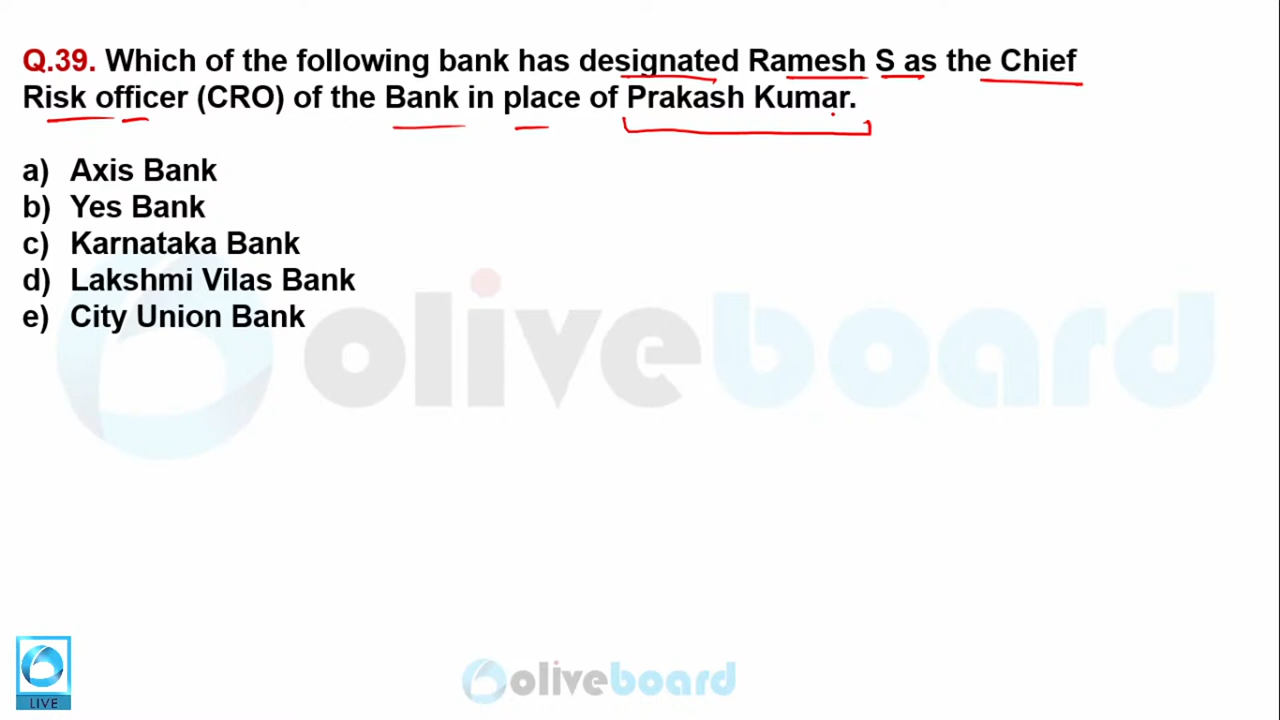 Q.39. Which of the following bank has designated Ramesh S as the Chief
Risk officer (CRO) of the Bank in place of Prakash Kumar.
a) Axis Bank
b) Yes Bank
c) Karnataka Bank
d) Lakshmi Vilas Bank
e) City Union Bank
oliveboard
oliveboard
LIVE